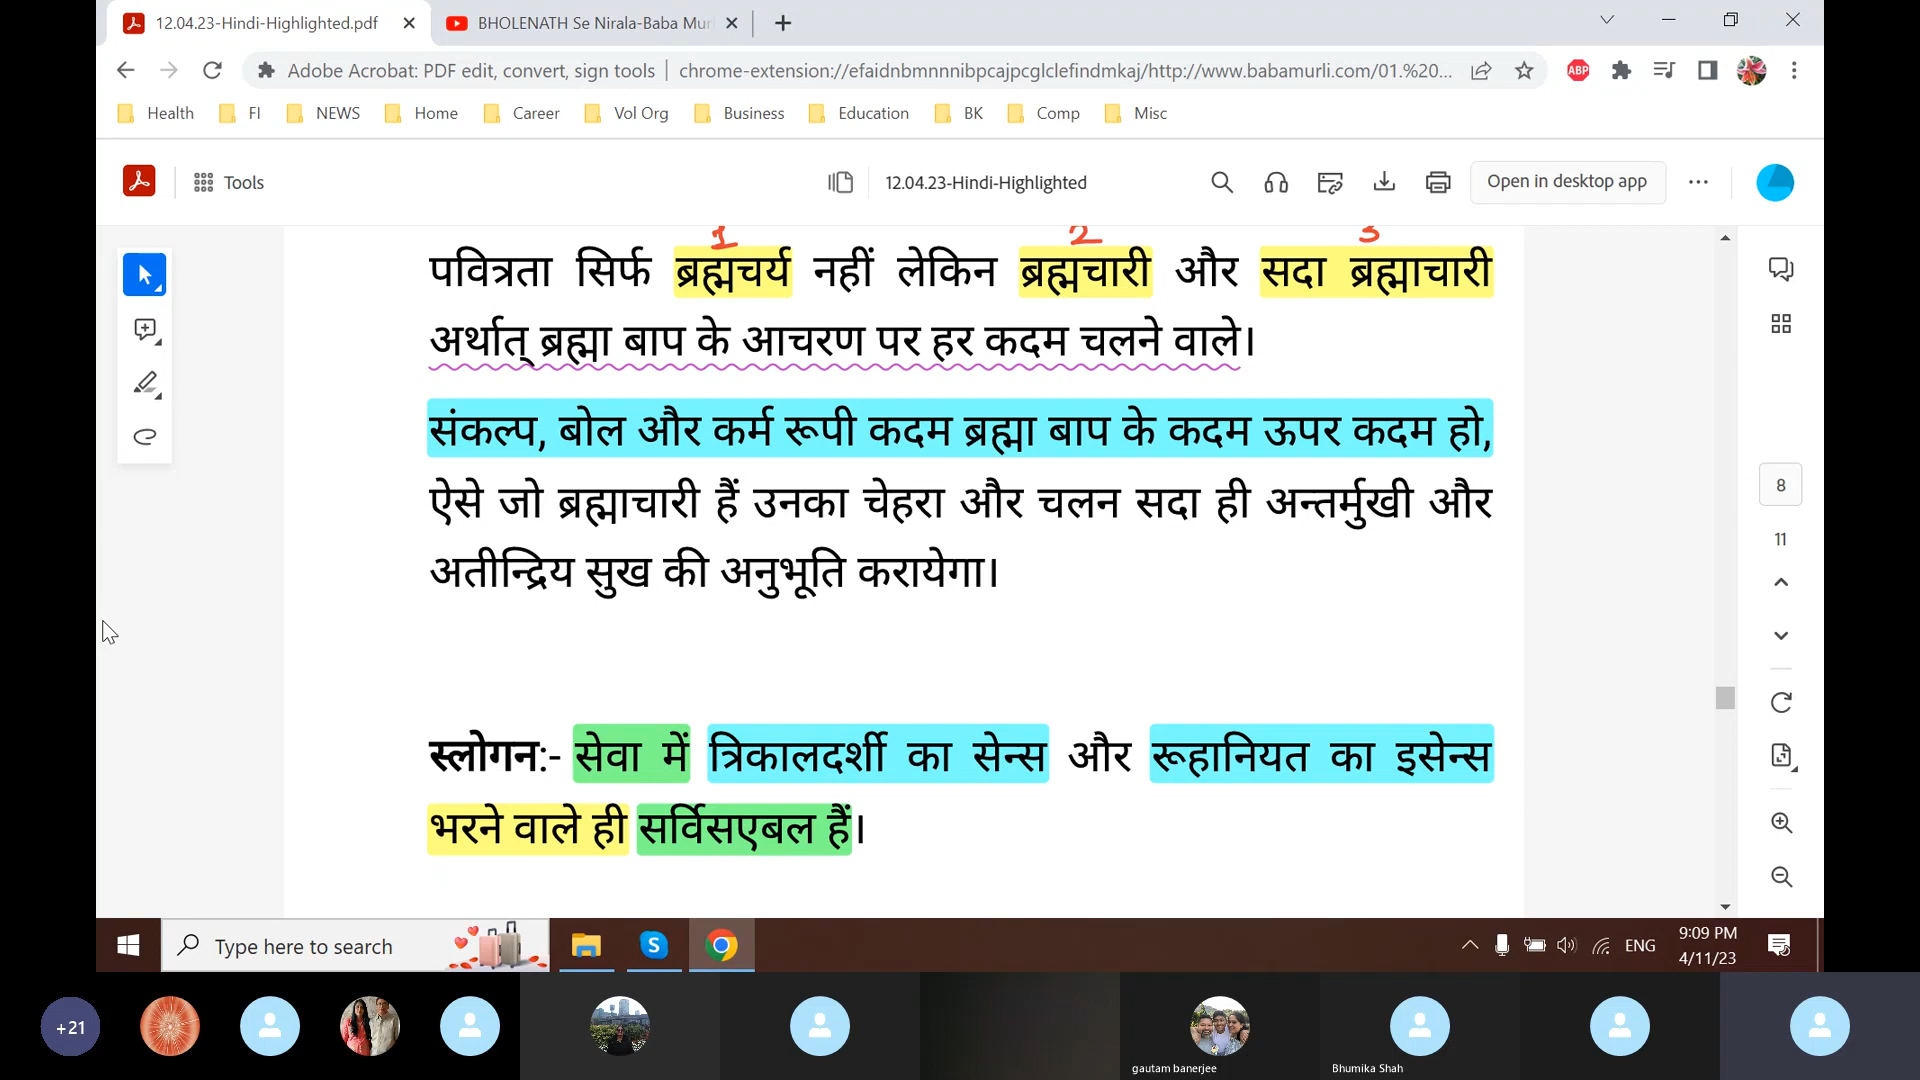 12.04.23-Hindi-Highlighted.pdf
BHOLENATH Se Nirala-Baba Mur
Adobe Acrobat: PDF edit, convert, sign tools
chrome-extension://efaidnbmnnnibpcajpcglclefindmkaj/http://www.babamurli.com/01.%20...
ABP
Health FI NEWS Home Career Vol Org Business Education BK Comp Misc
Tools
12.04.23-Hindi-Highlighted
Open in desktop app
1 2 3
पवित्रता सिर्फ ब्रह्मचर्य नहीं लेकिन ब्रह्मचारी और सदा ब्रह्माचारी
अर्थात् ब्रह्मा बाप के आचरण पर हर कदम चलने वाले।
संकल्प, बोल और कर्म रूपी कदम ब्रह्मा बाप के कदम ऊपर कदम हो,
ऐसे जो ब्रह्माचारी हैं उनका चेहरा और चलन सदा ही अन्तर्मुखी और
अतीन्द्रिय सुख की अनुभूति करायेगा।
8
11
स्लोगन:- सेवा में त्रिकालदर्शी का सेन्स और रूहानियत का इसेन्स
भरने वाले ही सर्विसएबल हैं।
Type here to search
S
ENG
9:09 PM
4/11/23
+21
gautam banerjee
Bhumika Shah